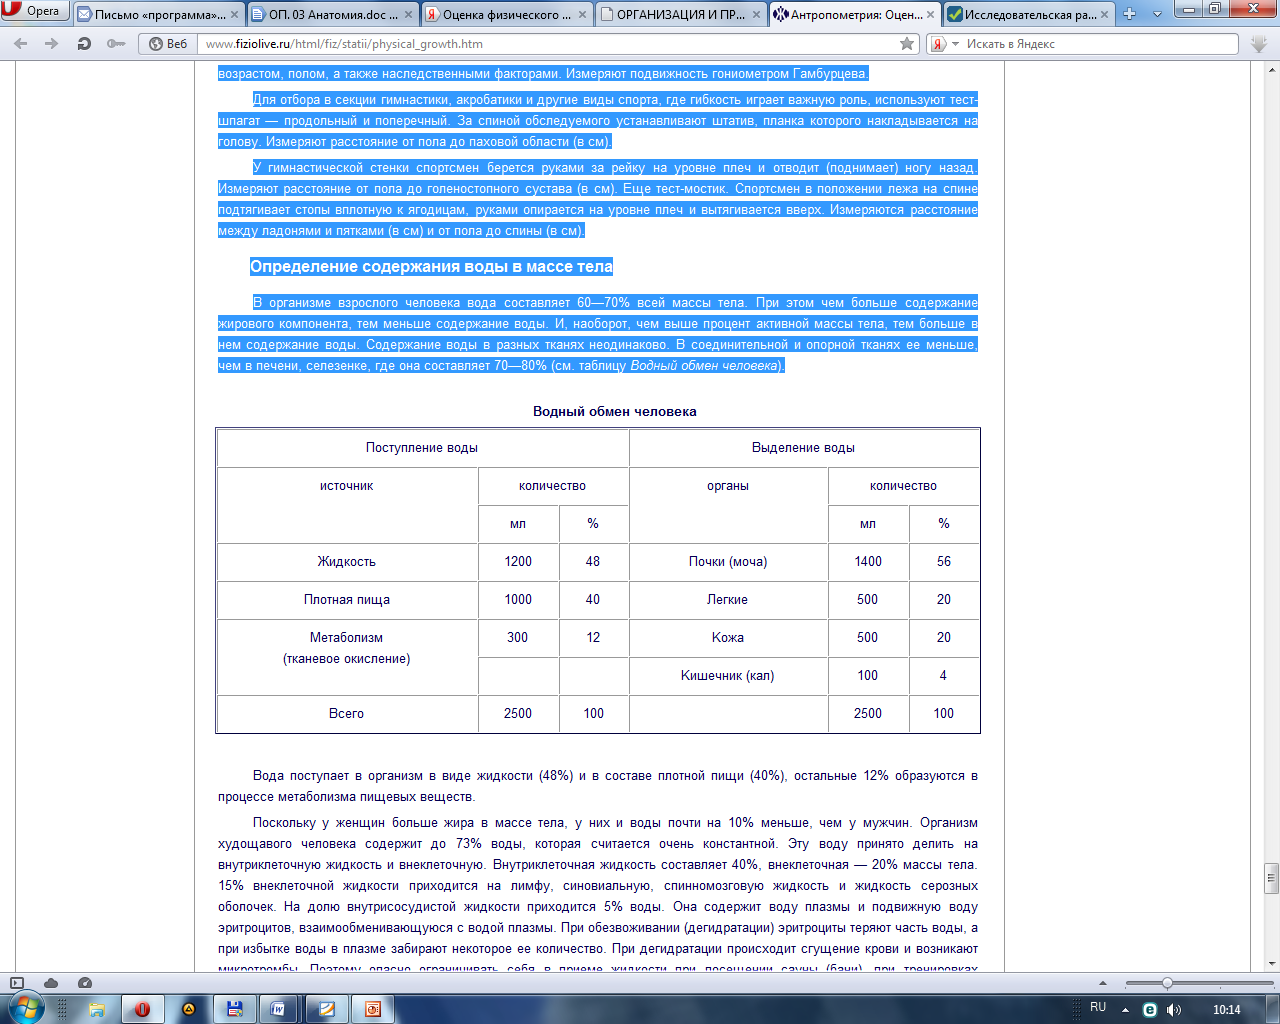 Opera
Письмо «программа»...
ОП. 03 Анатомия.doc ...
Оценка физического ...
ОРГАНИЗАЦИЯ И ПР...
Антропометрия: Оцен...
Исследовательская ра...
Веб
www.fiziolive.ru/html/fiz/statii/physical_growth.htm
Искать в Яндекс
возрастом, полом, а также наследственными факторами. Измеряют подвижность гониометром Гамбурцева.
Для отбора в секции гимнастики, акробатики и другие виды спорта, где гибкость играет важную роль, используют тест-
шпагат — продольный и поперечный. За спиной обследуемого устанавливают штатив, планка которого накладывается на
голову. Измеряют расстояние от пола до паховой области (в см).
У гимнастической стенки спортсмен берется руками за рейку на уровне плеч и отводит (поднимает) ногу назад.
Измеряют расстояние от пола до голеностопного сустава (в см). Еще тест-мостик. Спортсмен в положении лежа на спине
подтягивает стопы вплотную к ягодицам, руками опирается на уровне плеч и вытягивается вверх. Измеряются расстояние
между ладонями и пятками (в см) и от пола до спины (в см).
Определение содержания воды в массе тела
В организме взрослого человека вода составляет 60—70% всей массы тела. При этом чем больше содержание
жирового компонента, тем меньше содержание воды. И, наоборот, чем выше процент активной массы тела, тем больше в
нем содержание воды. Содержание воды в разных тканях неодинаково. В соединительной и опорной тканях ее меньше,
чем в печени, селезенке, где она составляет 70—80% (см. таблицу Водный обмен человека).
Водный обмен человека
Поступление воды Выделение воды
источник количество органы количество
мл % мл %
Жидкость 1200 48 Почки (моча) 1400 56
Плотная пища 1000 40 Легкие 500 20
Метаболизм 300 12 Кожа 500 20
(тканевое окисление)
Кишечник (кал) 100 4
Всего 2500 100 2500 100
Вода поступает в организм в виде жидкости (48%) и в составе плотной пищи (40%), остальные 12% образуются в
процессе метаболизма пищевых веществ.
Поскольку у женщин больше жира в массе тела, у них и воды почти на 10% меньше, чем у мужчин. Организм
худощавого человека содержит до 73% воды, которая считается очень константной. Эту воду принято делить на
внутриклеточную жидкость и внеклеточную. Внутриклеточная жидкость составляет 40%, внеклеточная — 20% массы тела.
15% внеклеточной жидкости приходится на лимфу, синовиальную, спинномозговую жидкость и жидкость серозных
оболочек. На долю внутрисосудистой жидкости приходится 5% воды. Она содержит воду плазмы и подвижную воду
эритроцитов, взаимообменивающуюся с водой плазмы. При обезвоживании (дегидратации) эритроциты теряют часть воды, а
при избытке воды в плазме забирают некоторое ее количество. При дегидратации происходит сгущение крови и возникают
микротромбы. Поэтому опасно ограничивать себя в приеме жидкости при посещении сауны (бани), при тренировках
RU
10:14